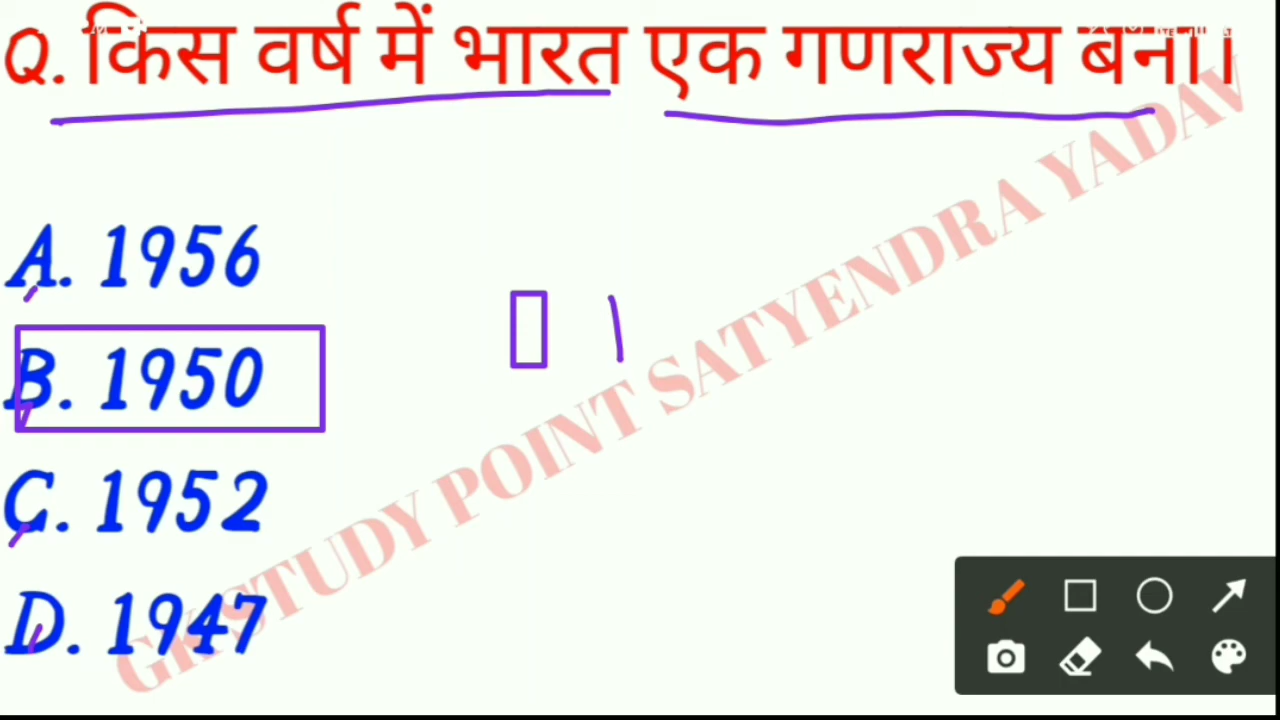 Q. किस वर्ष में भारत एक गणराज्य बना।
A. 1956
B. 1950
C. 1952
D. 1947
GK STUDY POINT SATYENDRA YADAV